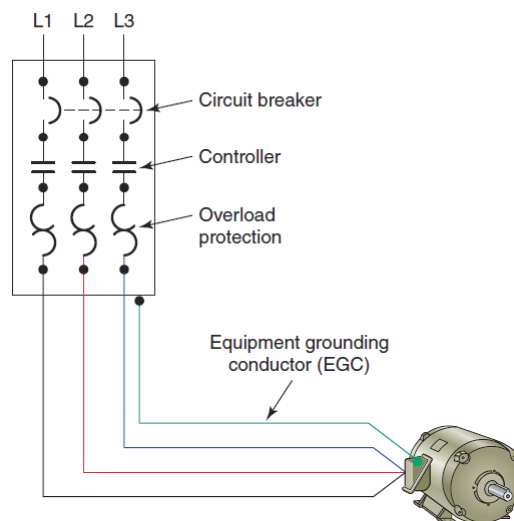 L1 L2 L3
Circuit breaker
Controller
Overload
protection
Equipment grounding
conductor (EGC)